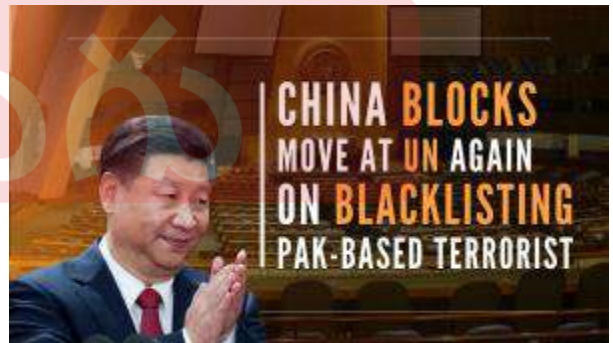 CHINA BLOCKS
MOVE AT UN AGAIN
ON BLACKLISTING
PAK-BASED TERRORIST